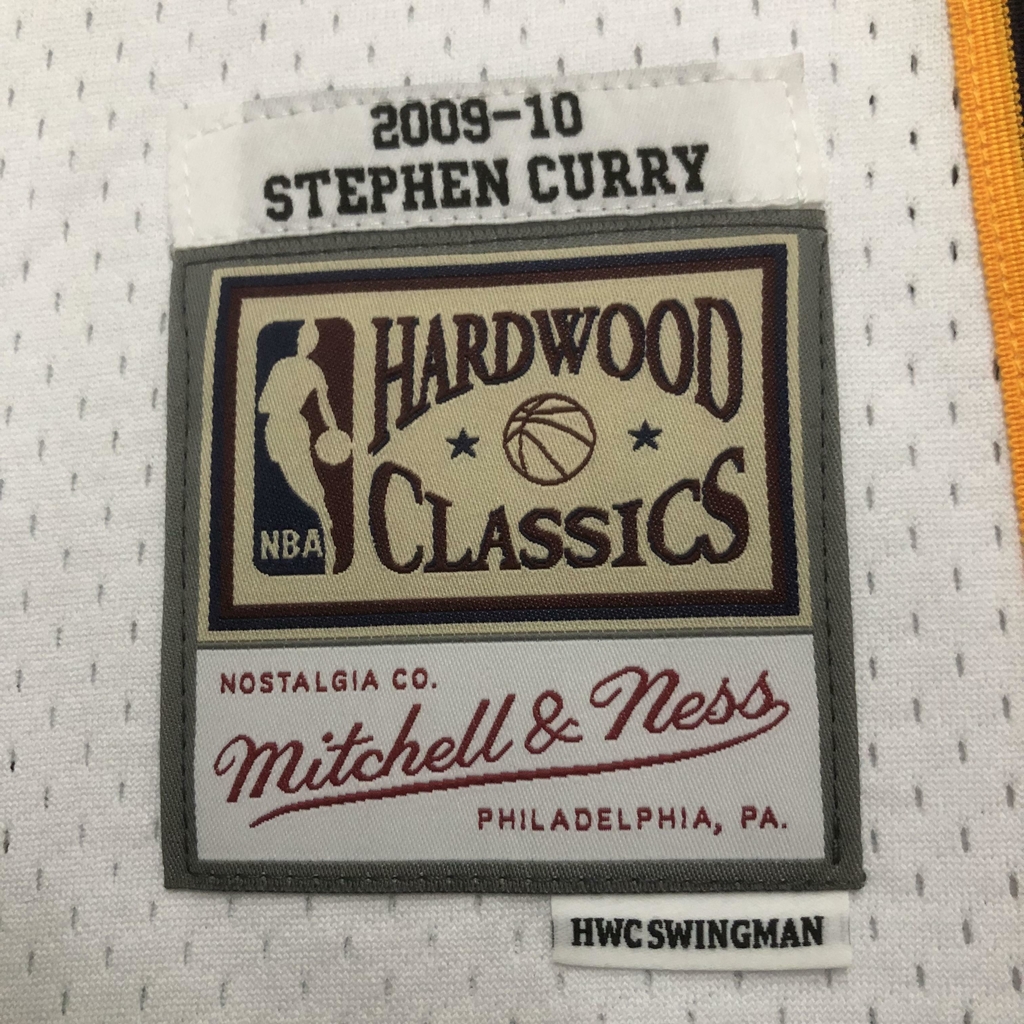 2009-10
STEPHEN CURRY
HARDWOOD
CLASSICS
NBA
NOSTALGIA CO.
Mitchell & Ness
PHILADELPHIA, PA.
HWC SWINGMAN